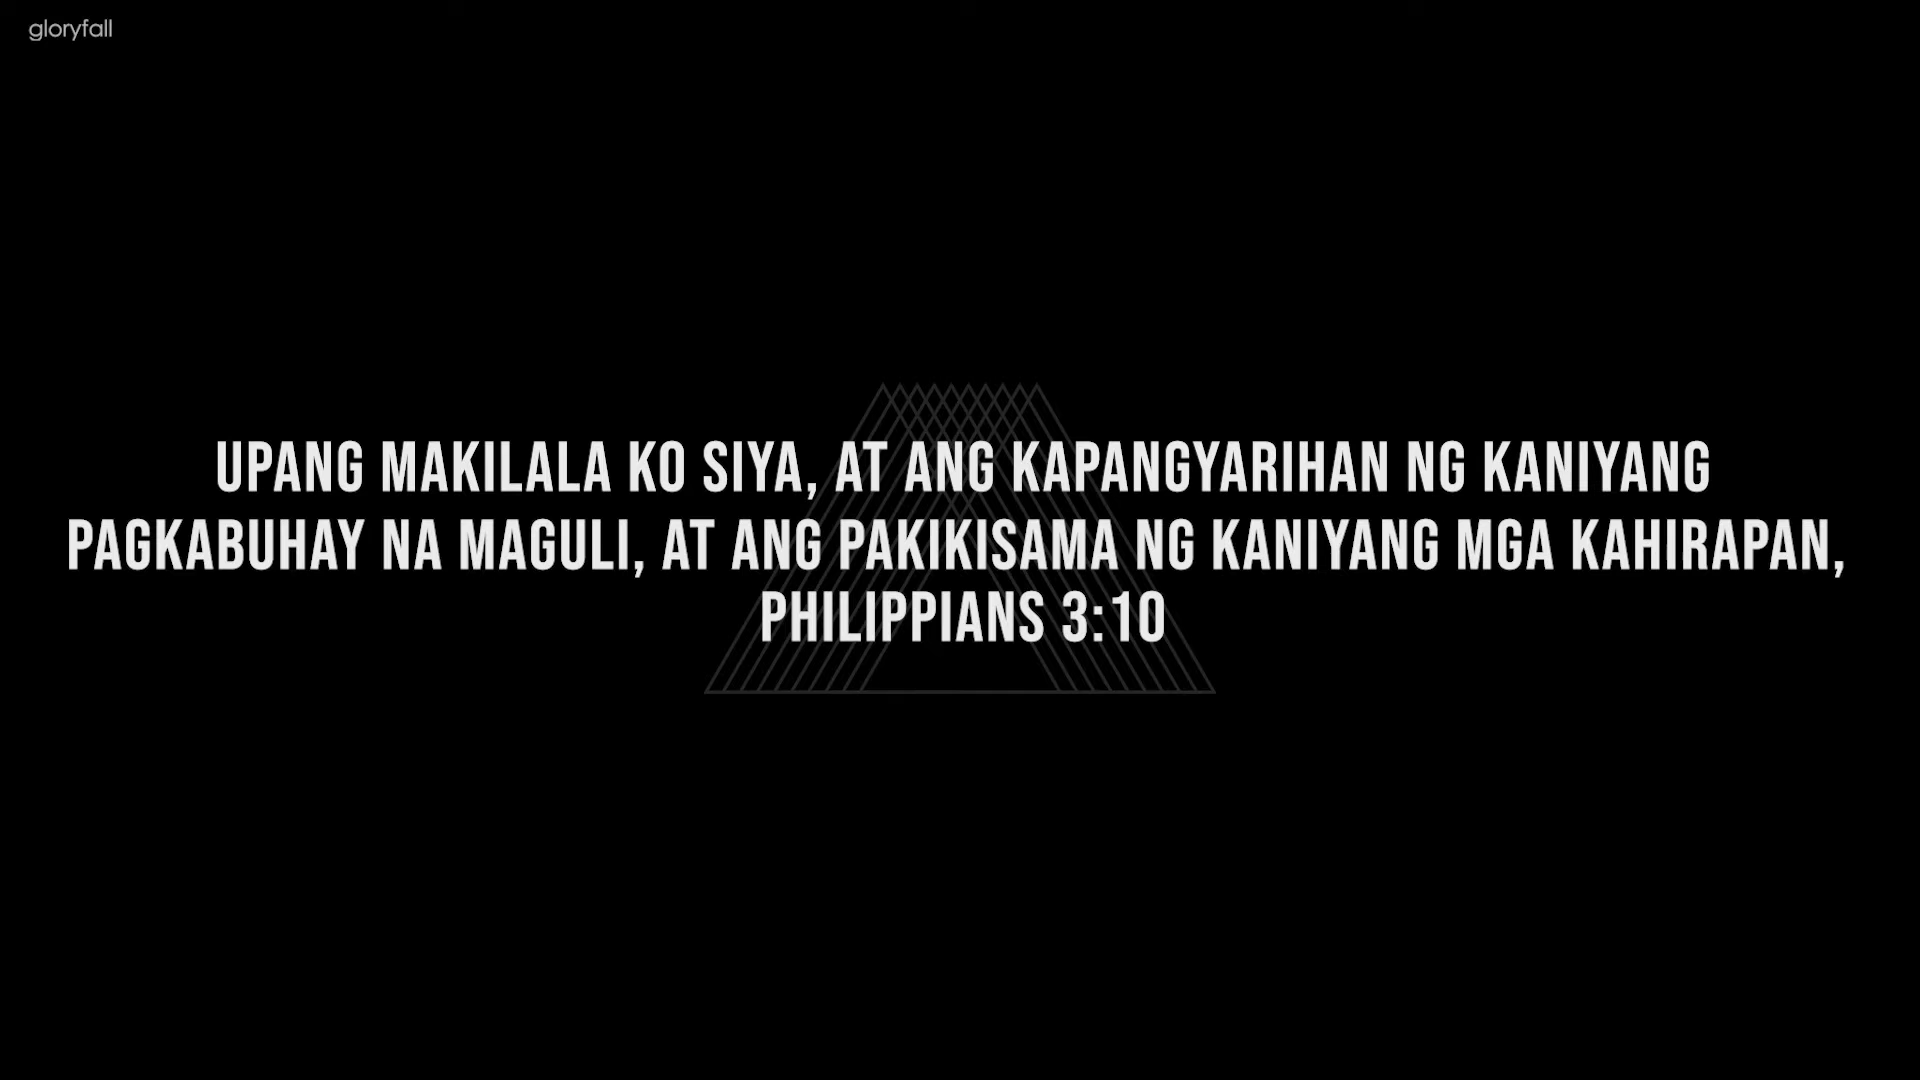 gloryfall
UPANG MAKILALA KO SIYA, AT ANG KAPANGYARIHAN NG KANIYANG
PAGKABUHAY NA MAGULI, AT ANG PAKIKISAMA NG KANIYANG MGA KAHIRAPAN,
PHILIPPIANS 3:10